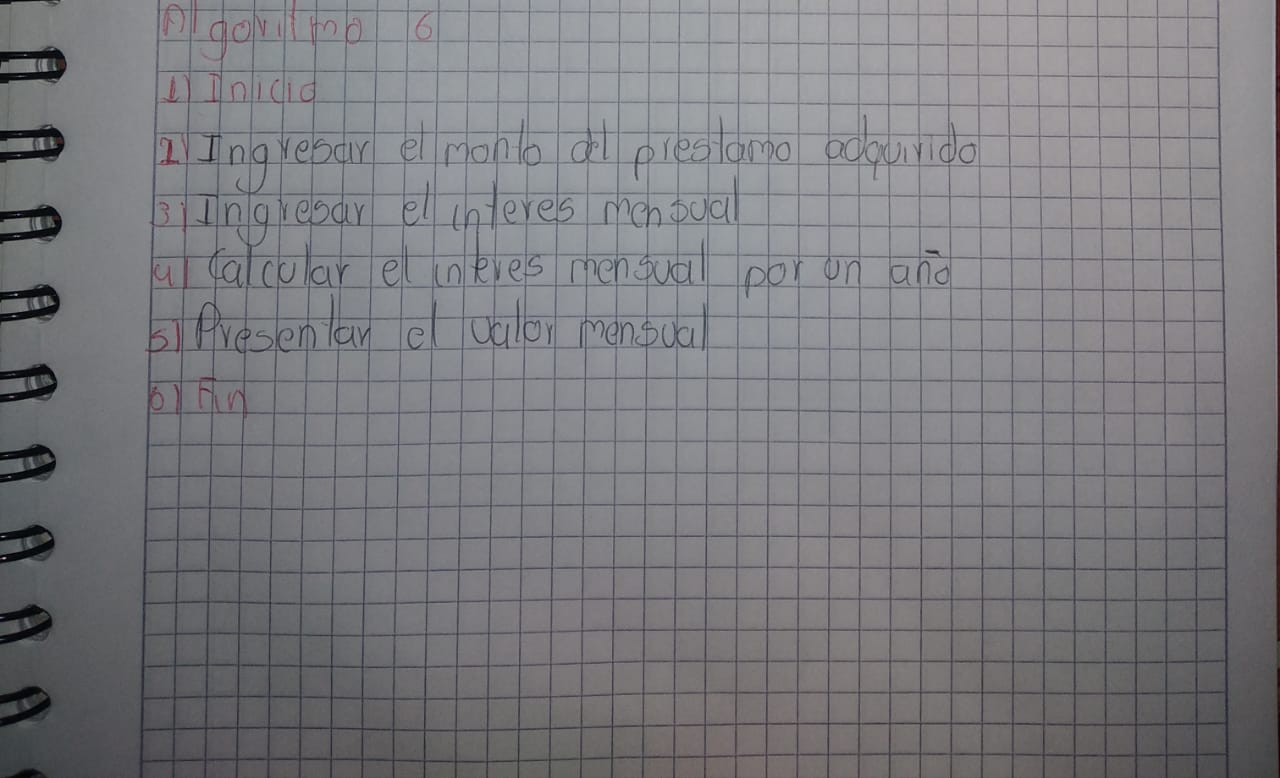 Algoritmo 6
1) Inicio
2) Ingresar el monto del prestamo adquirido
3) Ingresar el interes mensual
4) Calcular el interes mensual por un año
5) Presentar el valor mensual
6) Fin